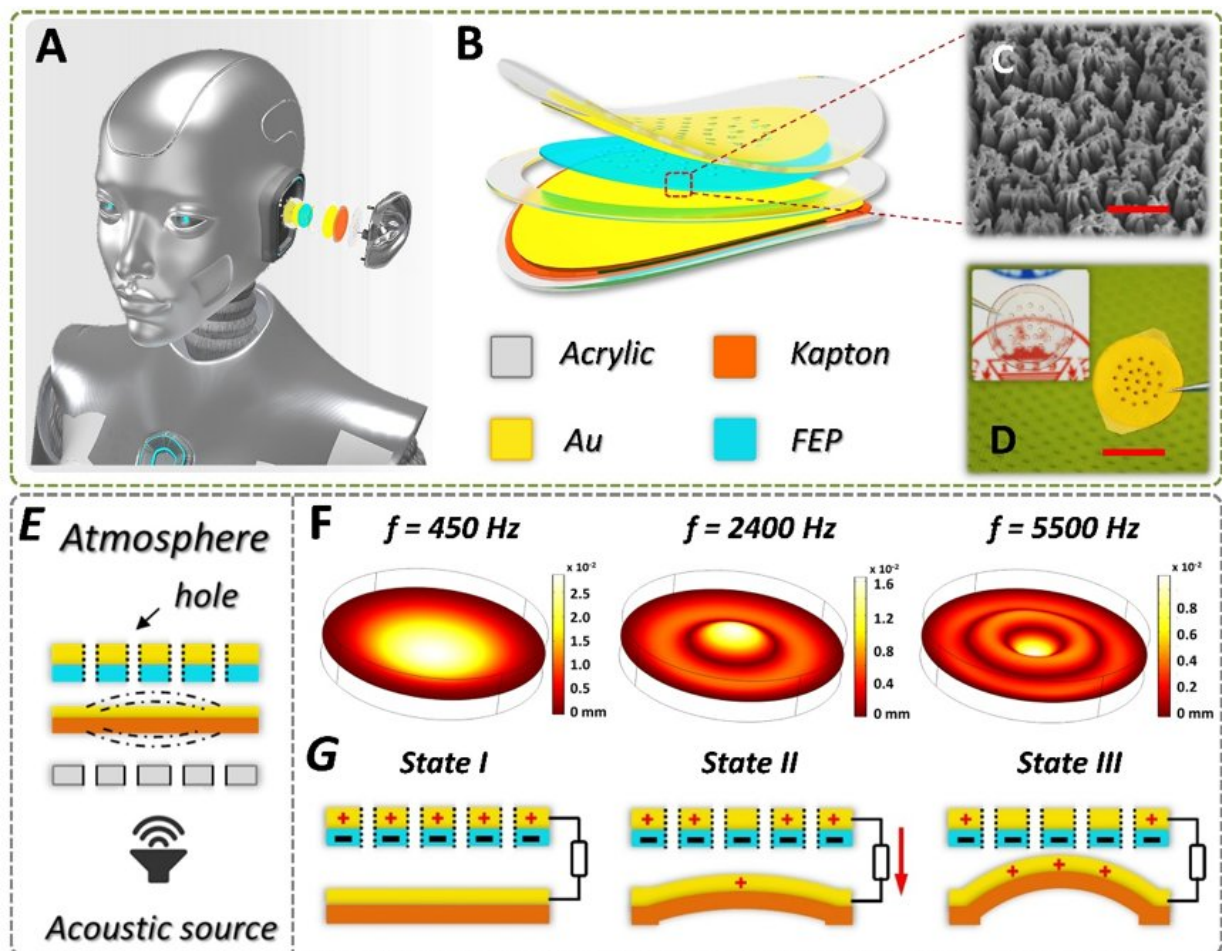 A
B
C
Acrylic
Kapton
Au
FEP
D
E
Atmosphere
hole
Acoustic source
F
f = 450 Hz
f = 2400 Hz
f = 5500 Hz
x 10⁻²
2.5
2.0
1.5
1.0
0.5
0 mm
x 10⁻²
1.6
1.2
0.8
0.4
0 mm
x 10⁻²
0.8
0.6
0.4
0.2
0 mm
G
State I
State II
State III
+ + + + +
- - - - -
+ + + +
- - - - -
+
+ +
- - - - -
+ + +